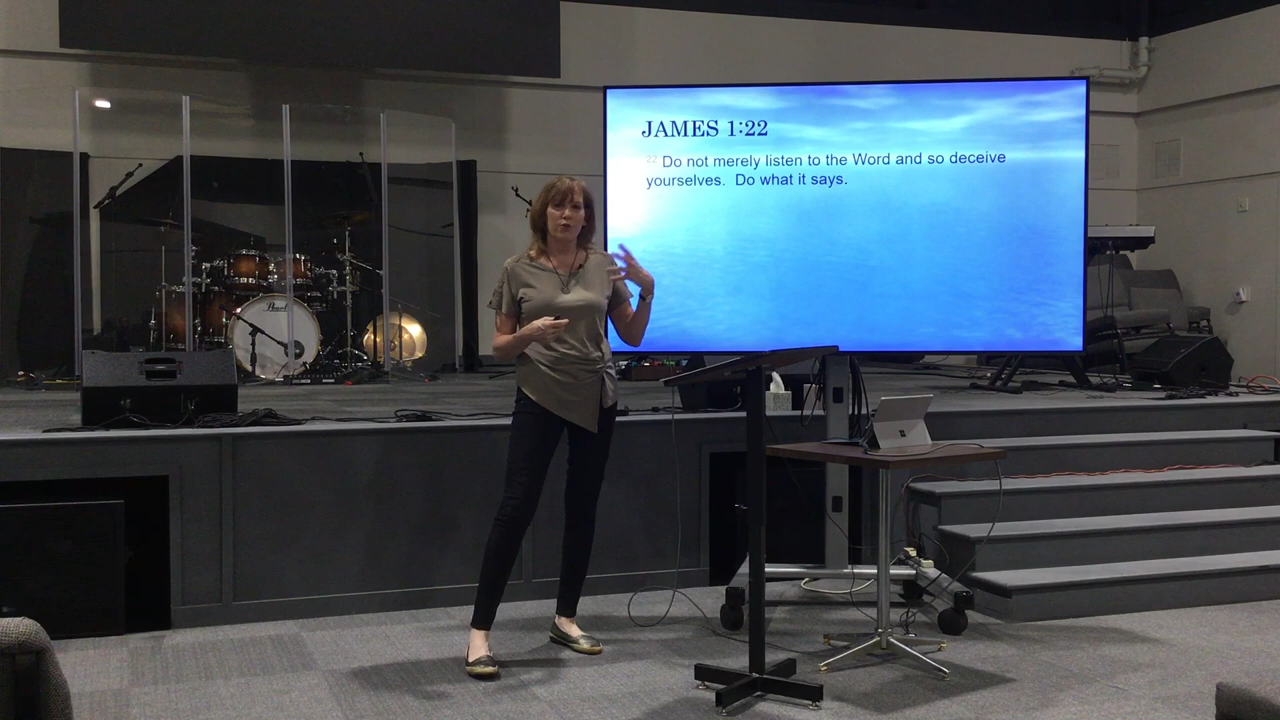 JAMES 1:22
22 Do not merely listen to the Word and so deceive
yourselves.  Do what it says.
Pearl